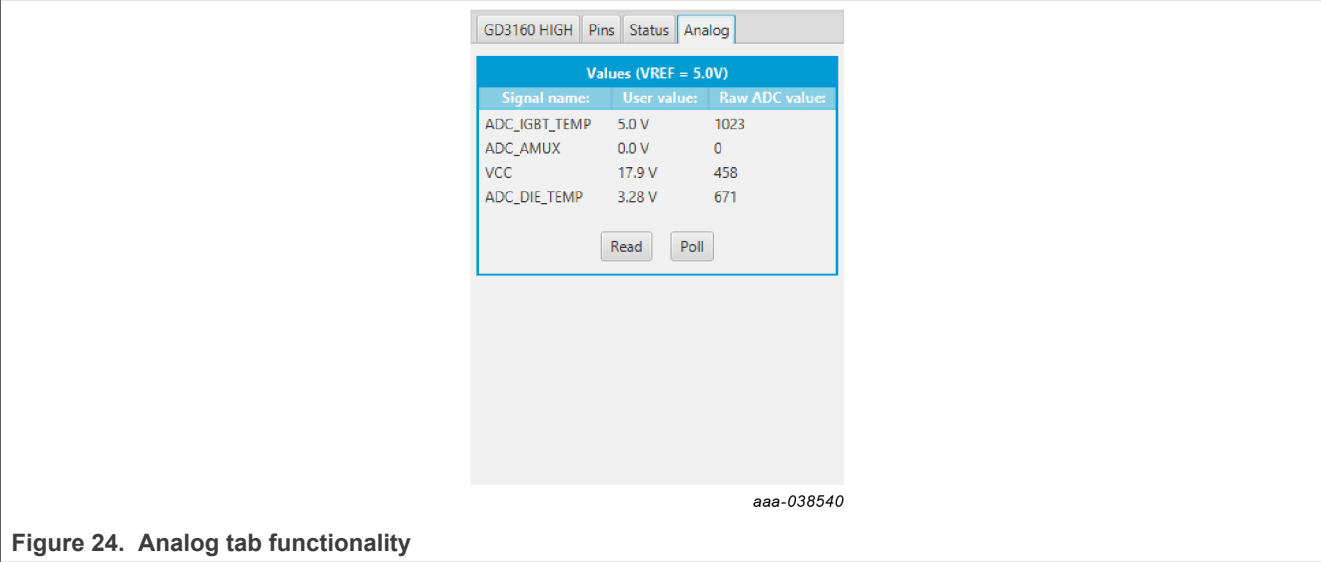 GD3160 HIGH Pins Status Analog
Values (VREF = 5.0V)
Signal name: User value: Raw ADC value:
ADC_IGBT_TEMP 5.0 V 1023
ADC_AMUX 0.0 V 0
VCC 17.9 V 458
ADC_DIE_TEMP 3.28 V 671
Read Poll
aaa-038540
Figure 24. Analog tab functionality